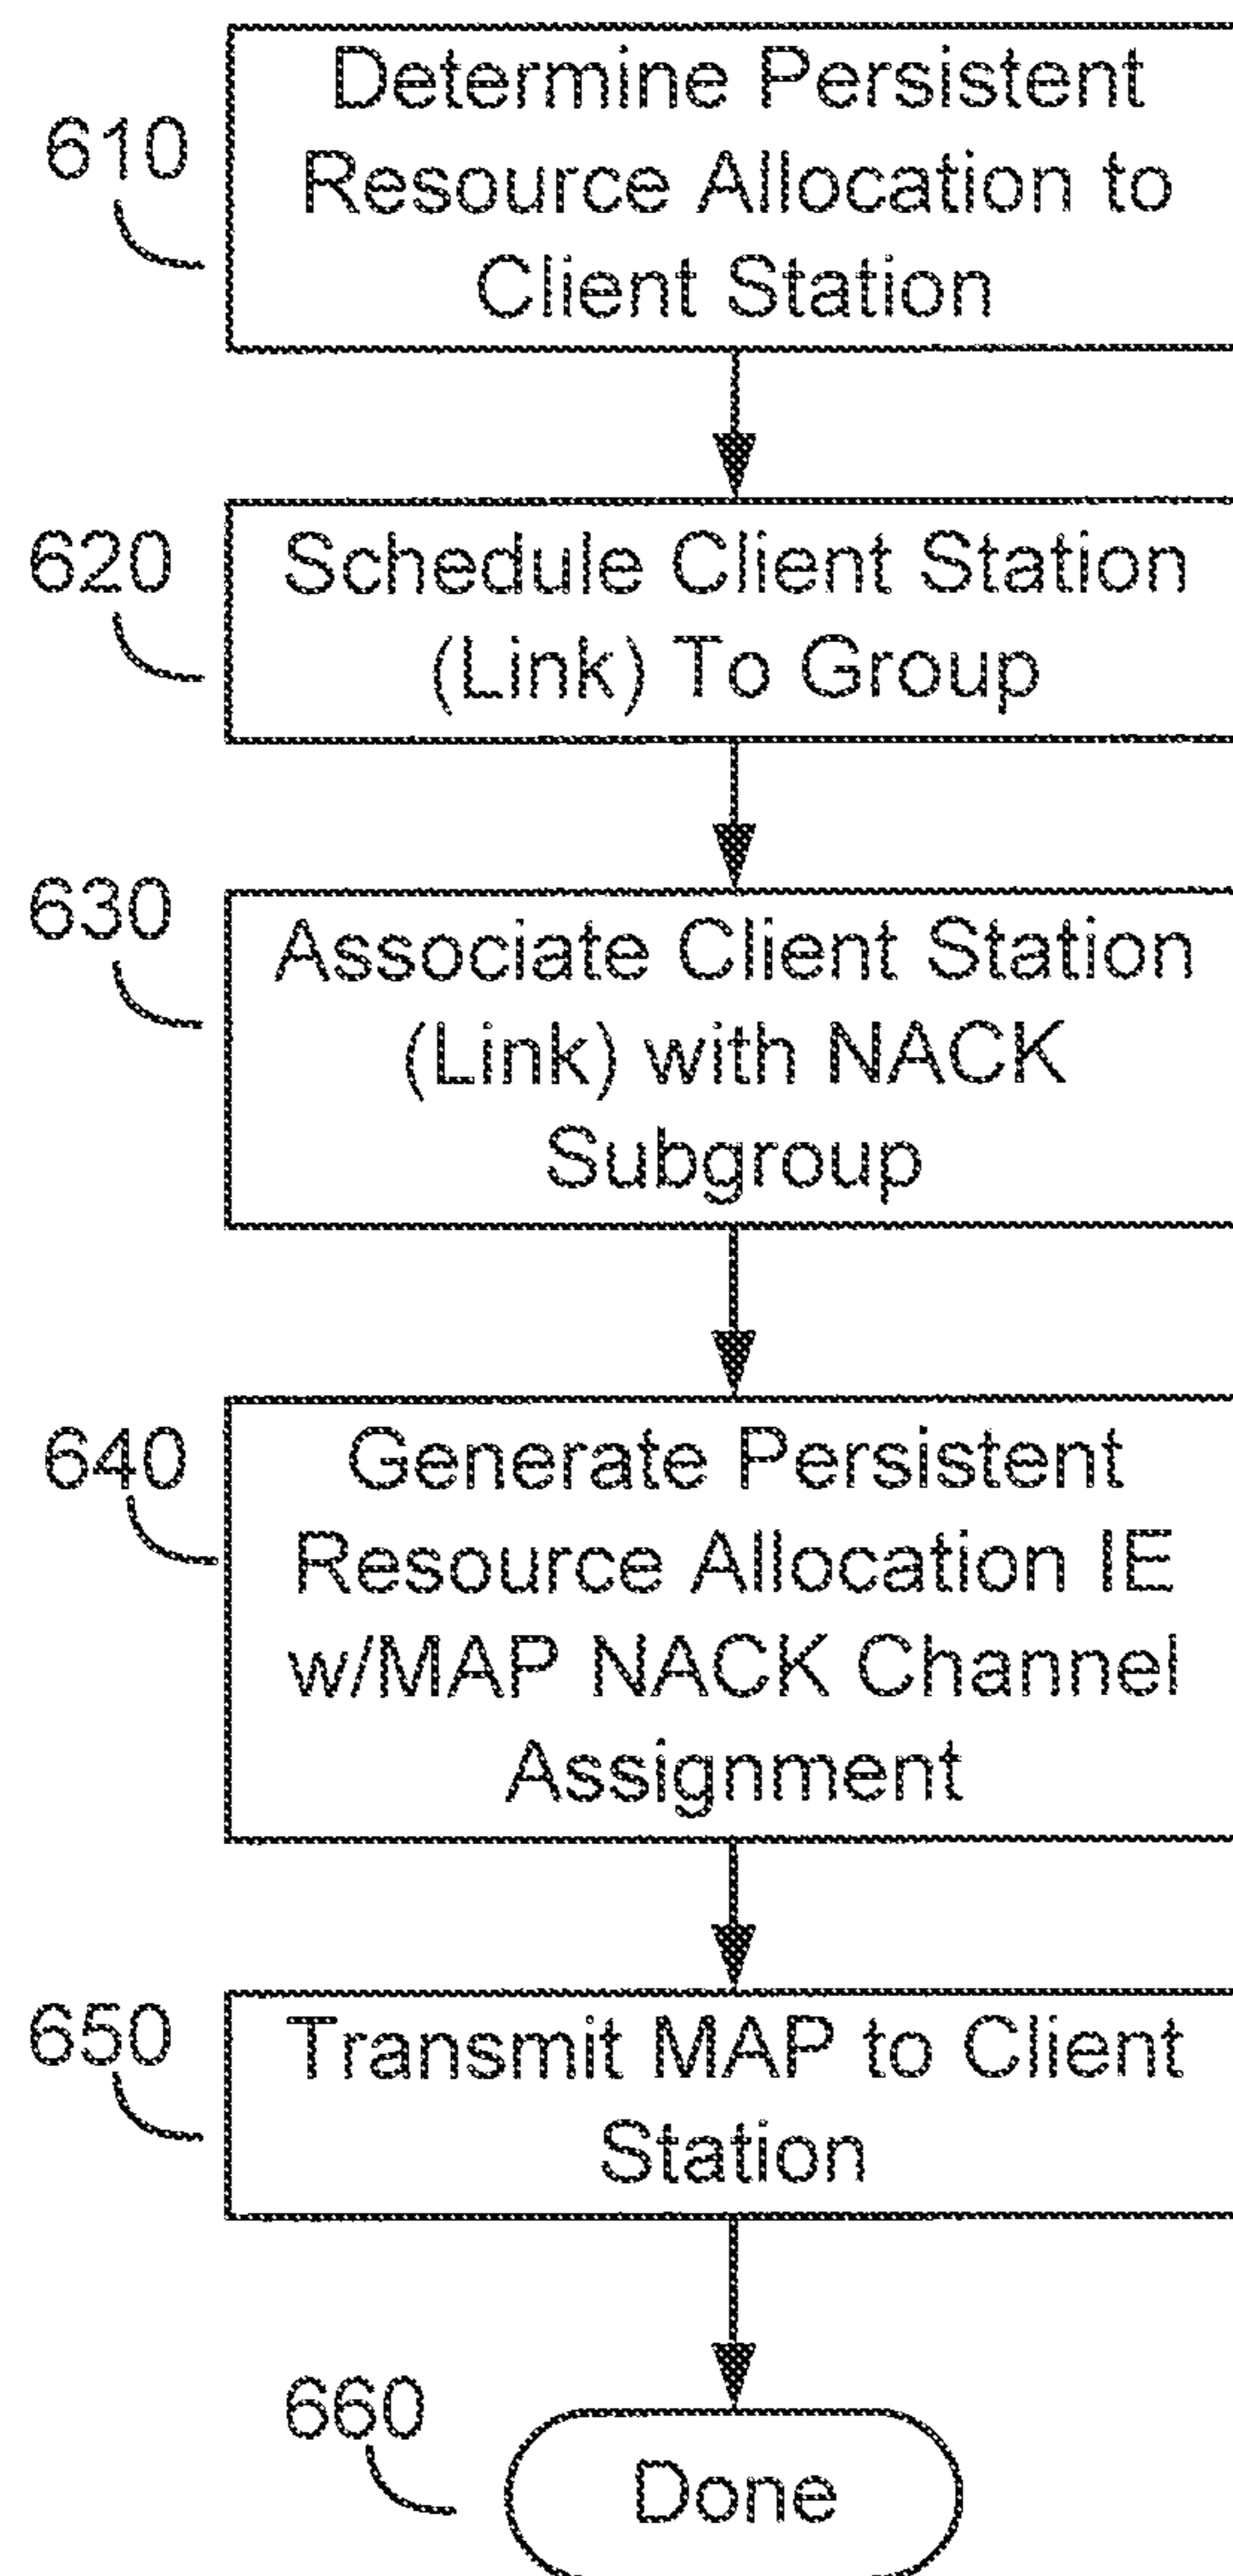 Determine Persistent
610
Resource Allocation to
Client Station
620
Schedule Client Station
(Link) To Group
630
Associate Client Station
(Link) with NACK
Subgroup
640
Generate Persistent
Resource Allocation IE
w/MAP NACK Channel
Assignment
650
Transmit MAP to Client
Station
660
Done